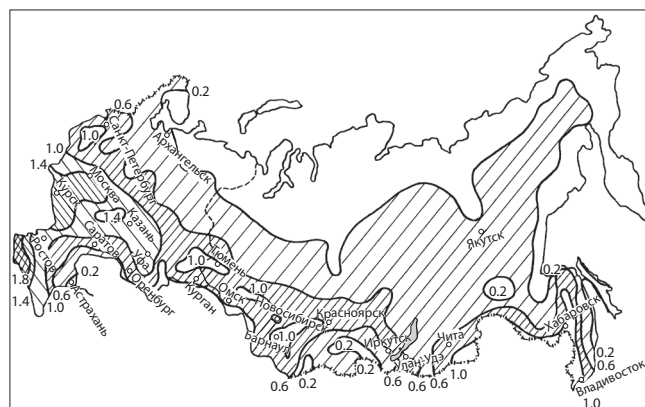 0.2
0.6
1.0
1.0
1.4
Санкт-Петербург
Архангельск
Москва
Курск
1.4
Казань
Ростов
Саратов
Уфа
Тюмень
1.0
Якутск
1.8
0.2
Оренбург
1.4
0.6
1.0
Астрахань
Курган
Омск
1.0
Новосибирск
Красноярск
Барнаул
1.0
0.2
Иркутск
Улан-Удэ
Чита
0.2
0.2
Хабаровск
0.6
0.2
0.2
0.6
0.6
0.6
1.0
0.2
0.6
Владивосток
1.0